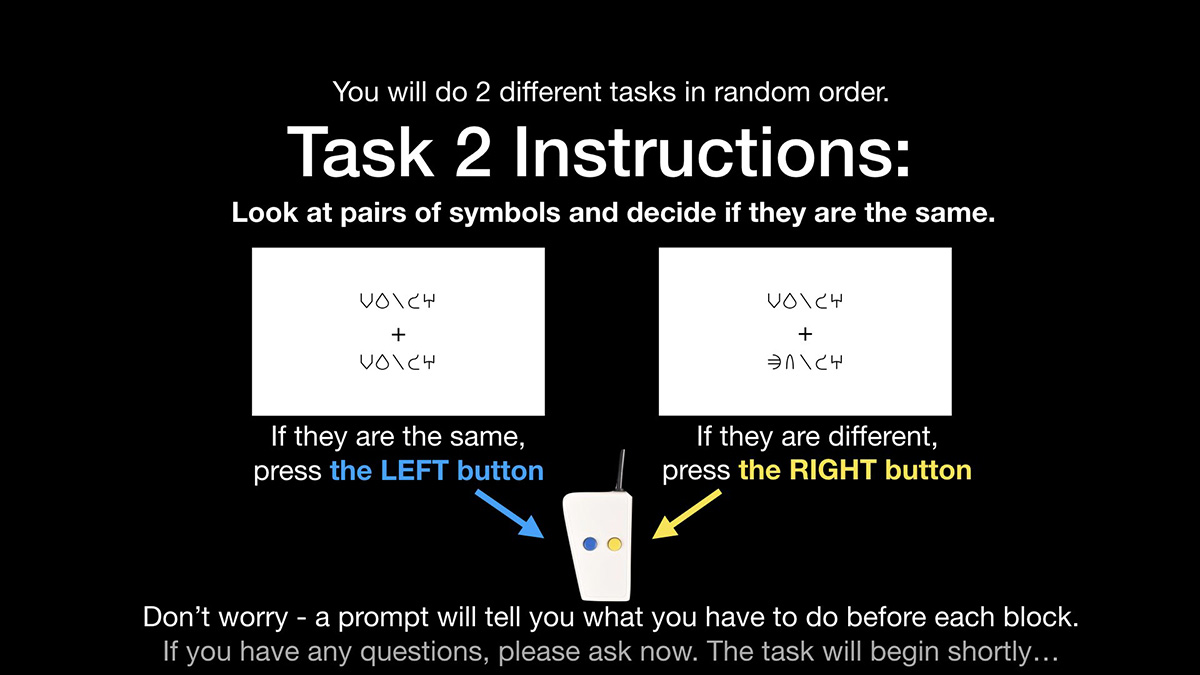 You will do 2 different tasks in random order.
Task 2 Instructions:
Look at pairs of symbols and decide if they are the same.
+
+
If they are the same,
press the LEFT button
If they are different,
press the RIGHT button
Don’t worry - a prompt will tell you what you have to do before each block.
If you have any questions, please ask now. The task will begin shortly…